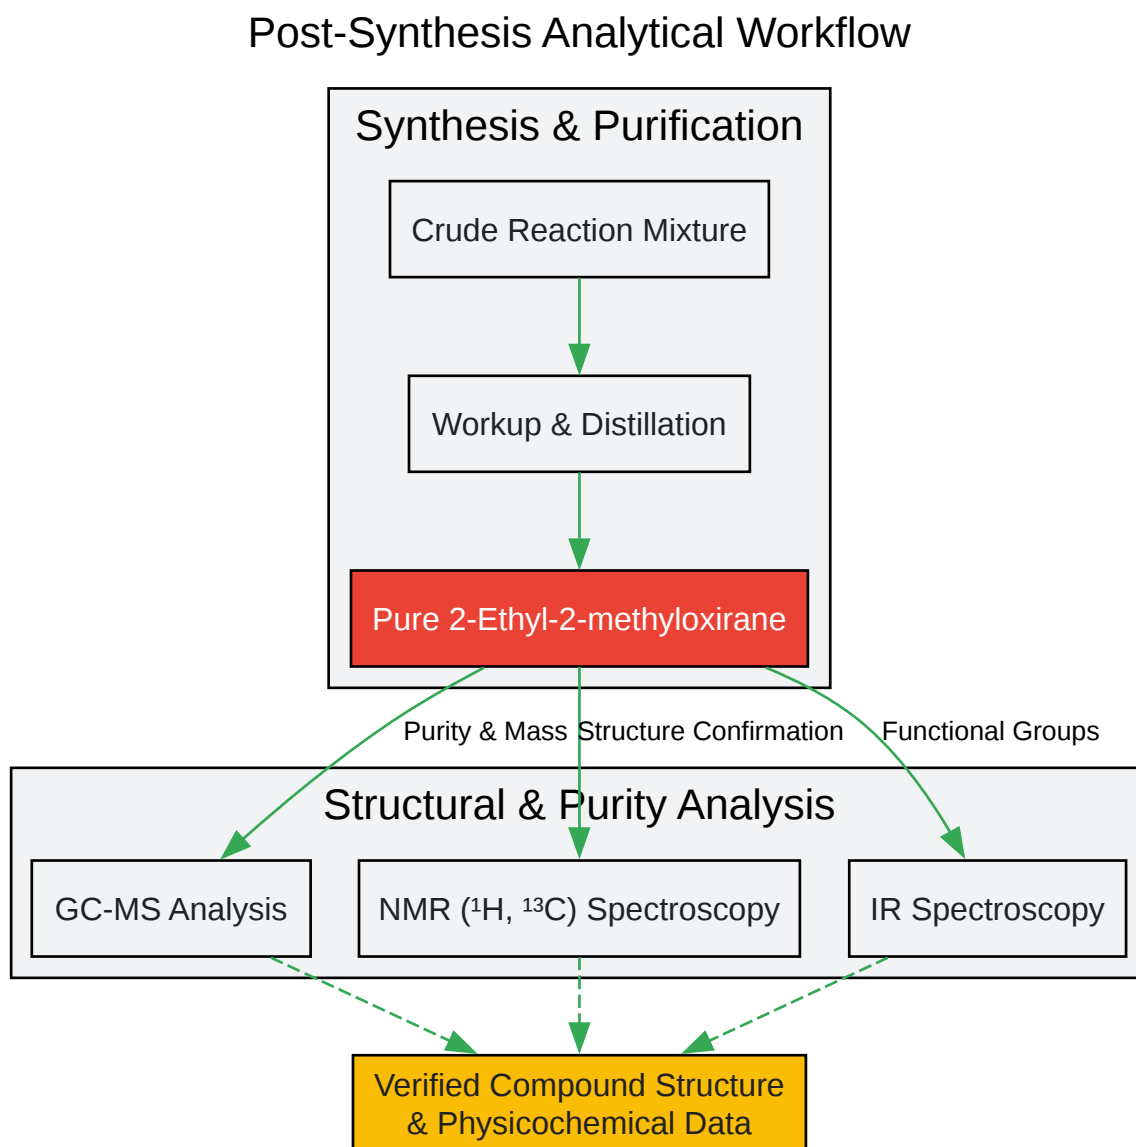 Post-Synthesis Analytical Workflow
Synthesis & Purification
Crude Reaction Mixture
Workup & Distillation
Pure 2-Ethyl-2-methyloxirane
Purity & Mass
Structure Confirmation
Functional Groups
Structural & Purity Analysis
GC-MS Analysis
NMR (¹H, ¹³C) Spectroscopy
IR Spectroscopy
Verified Compound Structure
& Physicochemical Data